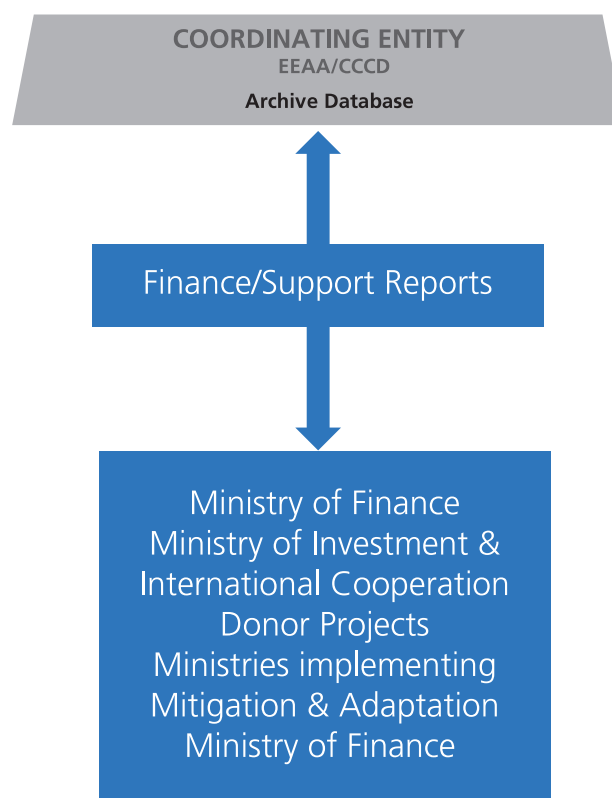 COORDINATING ENTITY
EEAA/CCCD
Archive Database
Finance/Support Reports
Ministry of Finance
Ministry of Investment &
International Cooperation
Donor Projects
Ministries implementing
Mitigation & Adaptation
Ministry of Finance